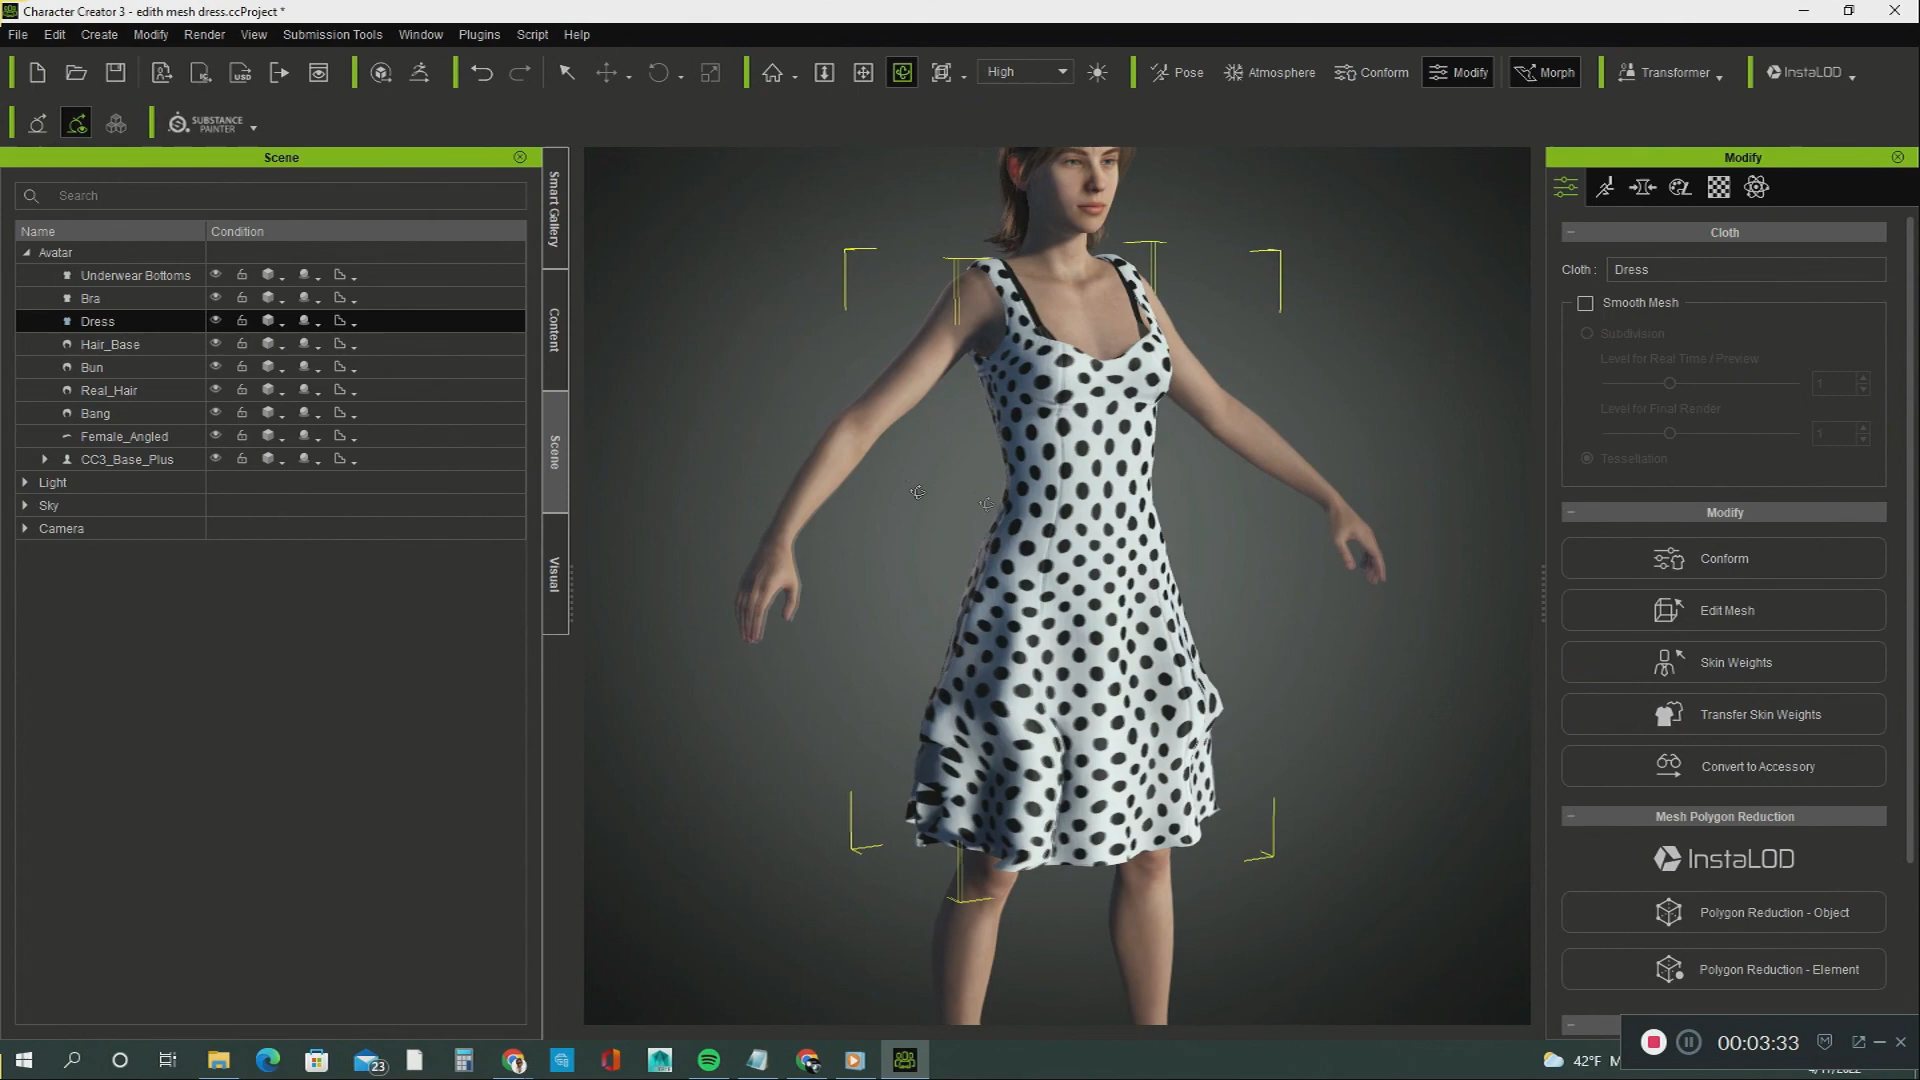 Character Creator 3 - edith mesh dress.ccProject *
File Edit Create Modify Render View Submission Tools Window Plugins Script Help
High Pose Atmosphere Conform Modify Morph Transformer InstaLOD
SUBSTANCE
PAINTER
Scene
Search
Name Condition
Avatar
Underwear Bottoms
Bra
Dress
Hair_Base
Bun
Real_Hair
Bang
Female_Angled
CC3_Base_Plus
Light
Sky
Camera
Smart Gallery
Content
Scene
Visual
Modify
Cloth
Cloth : Dress
Smooth Mesh
Subdivision
Level for Real Time / Preview
1
Level for Final Render
1
Tessellation
Modify
Conform
Edit Mesh
Skin Weights
Transfer Skin Weights
Convert to Accessory
Mesh Polygon Reduction
InstaLOD
Polygon Reduction - Object
Polygon Reduction - Element
23
42°F
00:03:33